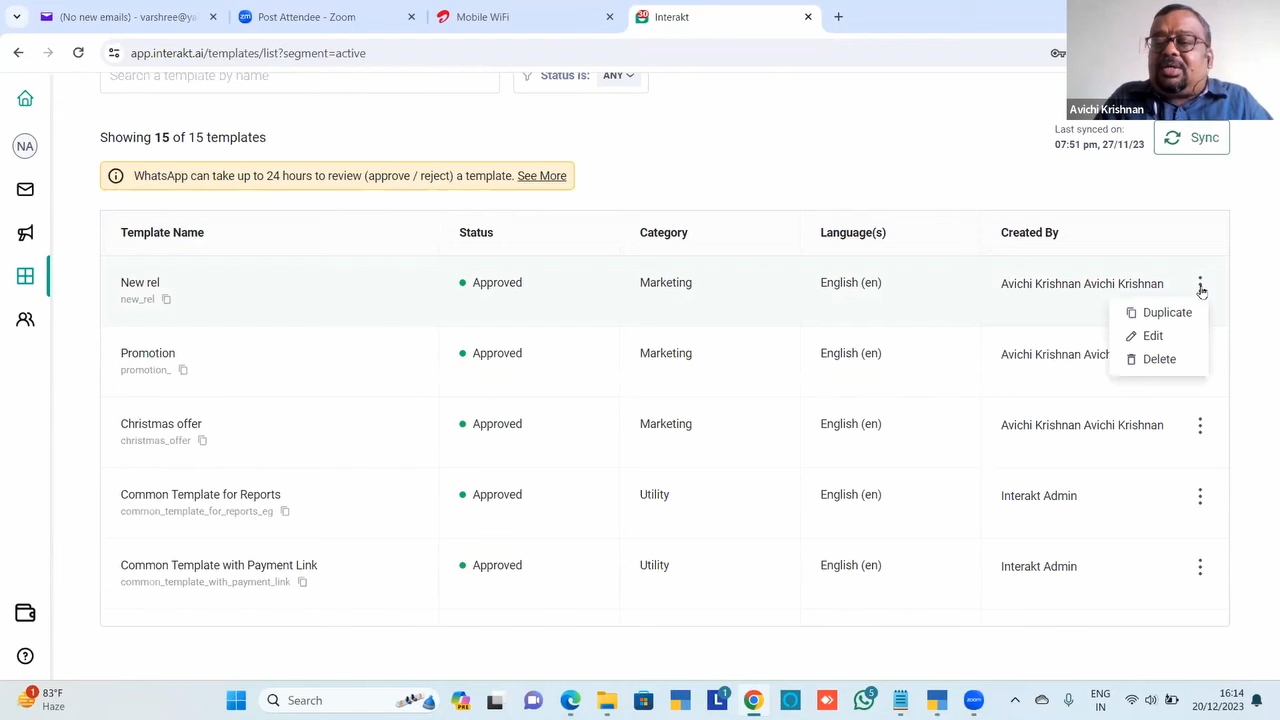 (No new emails) - varshree@ya
Post Attendee - Zoom
Mobile WiFi
Interakt
app.interakt.ai/templates/list?segment=active
Avichi Krishnan
Search a template by name
Status is: ANY
Showing 15 of 15 templates
Last synced on:
07:51 pm, 27/11/23
Sync
NA
WhatsApp can take up to 24 hours to review (approve / reject) a template. See More
Template Name Status Category Language(s) Created By
New rel Approved Marketing English (en) Avichi Krishnan Avichi Krishnan
new_rel
Duplicate
Edit
Delete
Promotion Approved Marketing English (en) Avichi Krishnan Avich
promotion_
Christmas offer Approved Marketing English (en) Avichi Krishnan Avichi Krishnan
christmas_offer
Common Template for Reports Approved Utility English (en) Interakt Admin
common_template_for_reports_eg
Common Template with Payment Link Approved Utility English (en) Interakt Admin
common_template_with_payment_link
1
83°F
Haze
Search
PRE
L
1
5
zoom
ENG
IN
16:14
20/12/2023